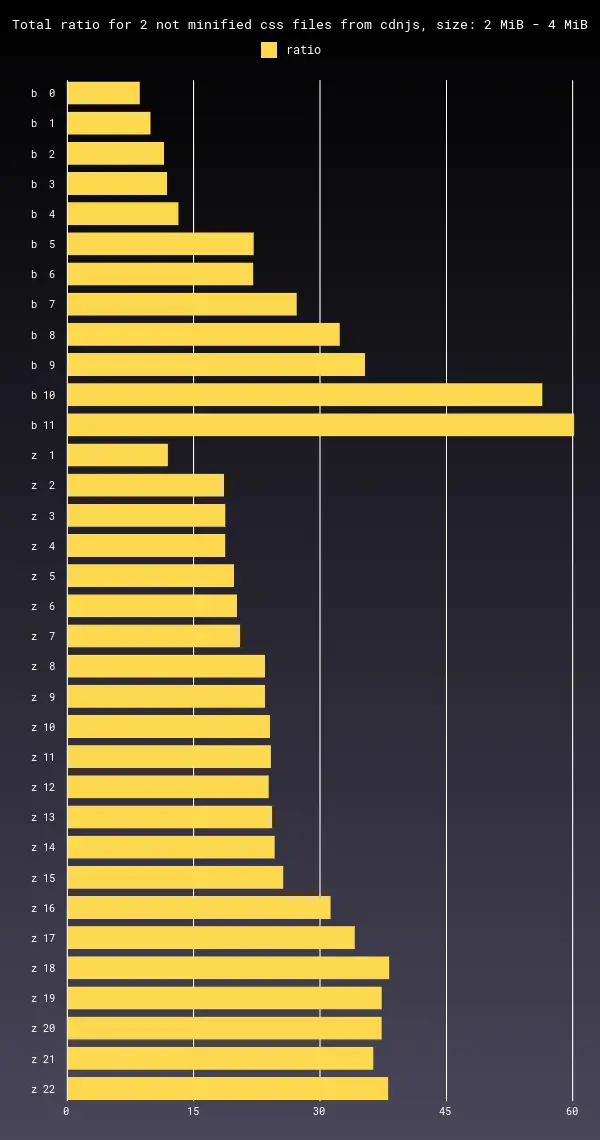 Total ratio for 2 not minified css files from cdnjs, size: 2 MiB - 4 MiB
ratio
b 0
b 1
b 2
b 3
b 4
b 5
b 6
b 7
b 8
b 9
b 10
b 11
z 1
z 2
z 3
z 4
z 5
z 6
z 7
z 8
z 9
z 10
z 11
z 12
z 13
z 14
z 15
z 16
z 17
z 18
z 19
z 20
z 21
z 22
0 15 30 45 60